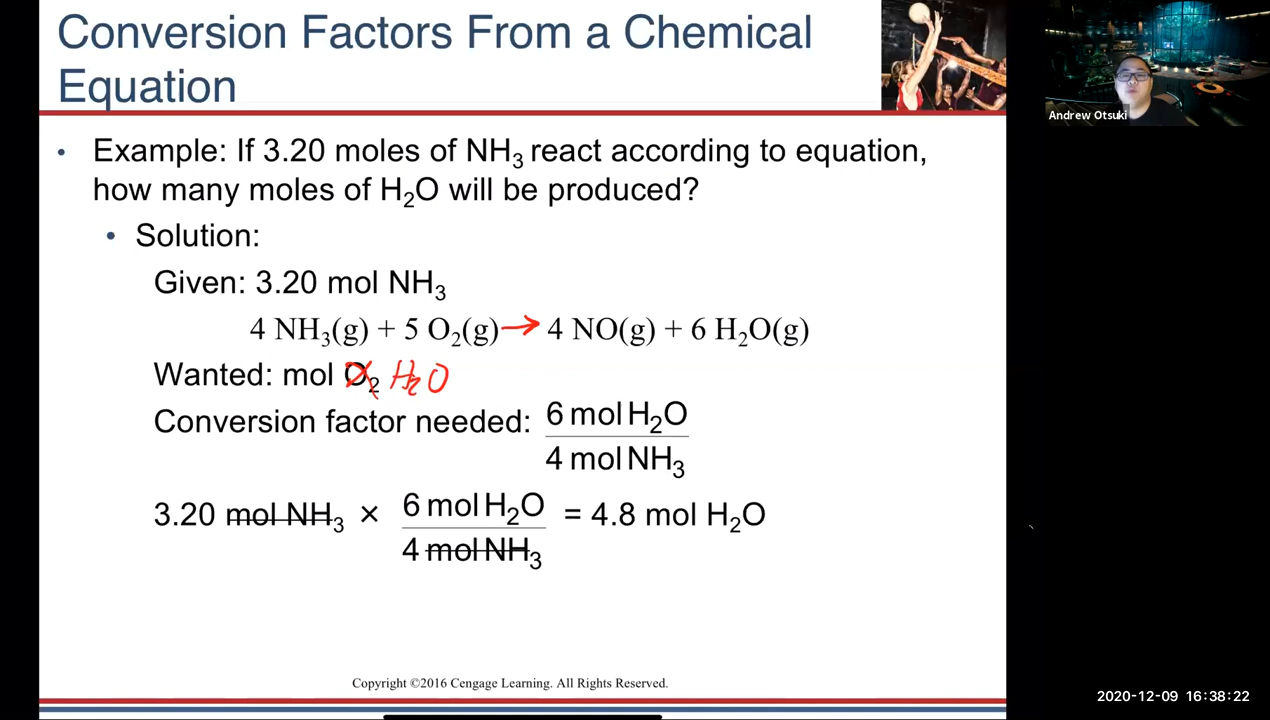 Conversion Factors From a Chemical
Equation
• Example: If 3.20 moles of NH₃ react according to equation,
how many moles of H₂O will be produced?
• Solution:
Given: 3.20 mol NH₃
4 NH₃(g) + 5 O₂(g) → 4 NO(g) + 6 H₂O(g)
Wanted: mol O₂ H₂O
Conversion factor needed: 6 mol H₂O
4 mol NH₃
3.20 mol NH₃ × 6 mol H₂O = 4.8 mol H₂O
4 mol NH₃
Copyright ©2016 Cengage Learning. All Rights Reserved.
Andrew Otsuki
2020-12-09 16:38:22